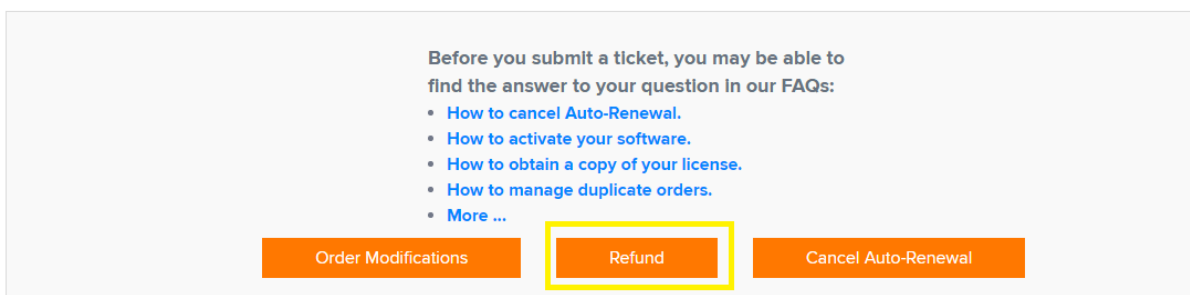 Before you submit a ticket, you may be able to
find the answer to your question in our FAQs:
• How to cancel Auto-Renewal.
• How to activate your software.
• How to obtain a copy of your license.
• How to manage duplicate orders.
• More ...
Order Modifications
Refund
Cancel Auto-Renewal